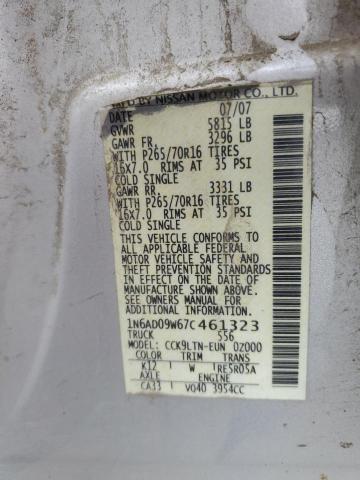 MFD BY NISSAN MOTOR CO., LTD.
DATE 07/07
GVWR 5815 LB
GAWR FR. 3296 LB
WITH P265/70R16 TIRES
16X7.0 RIMS AT 35 PSI
COLD SINGLE
GAWR RR. 3331 LB
WITH P265/70R16 TIRES
16X7.0 RIMS AT 35 PSI
COLD SINGLE
THIS VEHICLE CONFORMS TO
ALL APPLICABLE FEDERAL
MOTOR VEHICLE SAFETY AND
THEFT PREVENTION STANDARDS
IN EFFECT ON THE DATE OF
MANUFACTURE SHOWN ABOVE.
SEE OWNERS MANUAL FOR
ADDITIONAL INFORMATION.
1N6AD09W67C461323
TRUCK 556
MODEL CCK9LTN-EUN 0Z000
COLOR TRIM TRANS
K12 W RE5R05A
AXLE ENGINE
CA33 VQ40 3954CC